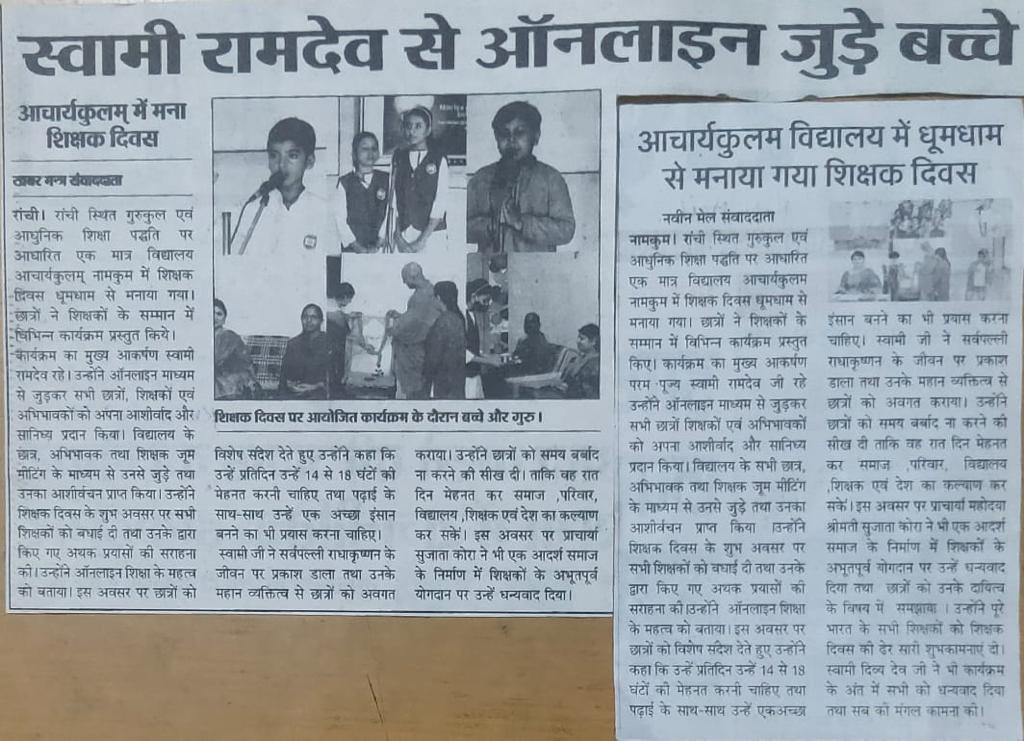 स्वामी रामदेव से ऑनलाइन जुड़े बच्चे
आचार्यकुलम् में मना
शिक्षक दिवस
खबर मन्त्र संवाददाता
रांची। रांची स्थित गुरुकुल एवं
आधुनिक शिक्षा पद्धति पर
आधारित एक मात्र विद्यालय
आचार्यकुलम् नामकुम में शिक्षक
दिवस धूमधाम से मनाया गया।
छात्रों ने शिक्षकों के सम्मान में
विभिन्न कार्यक्रम प्रस्तुत किये।
कार्यक्रम का मुख्य आकर्षण स्वामी
रामदेव रहे। उन्होंने ऑनलाइन माध्यम
से जुड़कर सभी छात्रों, शिक्षकों एवं
अभिभावकों को अपना आशीर्वाद और
सानिध्य प्रदान किया। विद्यालय के
छात्र, अभिभावक तथा शिक्षक जूम
मीटिंग के माध्यम से उनसे जुड़े तथा
उनका आशीर्वचन प्राप्त किया। उन्होंने
शिक्षक दिवस के शुभ अवसर पर सभी
शिक्षकों को बधाई दी तथा उनके द्वारा
किए गए अथक प्रयासों की सराहना
की। उन्होंने ऑनलाइन शिक्षा के महत्व
को बताया। इस अवसर पर छात्रों को
शिक्षक दिवस पर आयोजित कार्यक्रम के दौरान बच्चे और गुरु।
विशेष संदेश देते हुए उन्होंने कहा कि
उन्हें प्रतिदिन उन्हें 14 से 18 घंटों की
मेहनत करनी चाहिए तथा पढ़ाई के
साथ-साथ उन्हें एक अच्छा इंसान
बनने का भी प्रयास करना चाहिए।
स्वामी जी ने सर्वपल्ली राधाकृष्णन के
जीवन पर प्रकाश डाला तथा उनके
महान व्यक्तित्व से छात्रों को अवगत
कराया। उन्होंने छात्रों को समय बर्बाद
ना करने की सीख दी। ताकि वह रात
दिन मेहनत कर समाज ,परिवार,
विद्यालय ,शिक्षक एवं देश का कल्याण
कर सकें। इस अवसर पर प्राचार्या
सुजाता कोरा ने भी एक आदर्श समाज
के निर्माण में शिक्षकों के अभूतपूर्व
योगदान पर उन्हें धन्यवाद दिया।
आचार्यकुलम विद्यालय में धूमधाम
से मनाया गया शिक्षक दिवस
नवीन मेल संवाददाता
नामकुम। रांची स्थित गुरुकुल एवं
आधुनिक शिक्षा पद्धति पर आधारित
एक मात्र विद्यालय आचार्यकुलम
नामकुम में शिक्षक दिवस धूमधाम से
मनाया गया। छात्रों ने शिक्षकों के
सम्मान में विभिन्न कार्यक्रम प्रस्तुत
किए। कार्यक्रम का मुख्य आकर्षण
परम पूज्य स्वामी रामदेव जी रहे
उन्होंने ऑनलाइन माध्यम से जुड़कर
सभी छात्रों शिक्षकों एवं अभिभावकों
को अपना आशीर्वाद और सानिध्य
प्रदान किया। विद्यालय के सभी छात्र,
अभिभावक तथा शिक्षक जूम मीटिंग
के माध्यम से उनसे जुड़े तथा उनका
आशीर्वचन प्राप्त किया ।उन्होंने
शिक्षक दिवस के शुभ अवसर पर
सभी शिक्षकों को बधाई दी तथा उनके
द्वारा किए गए अथक प्रयासों की
सराहना की।उन्होंने ऑनलाइन शिक्षा
के महत्व को बताया। इस अवसर पर
छात्रों को विशेष संदेश देते हुए उन्होंने
कहा कि उन्हें प्रतिदिन उन्हें 14 से 18
घंटों की मेहनत करनी चाहिए तथा
पढ़ाई के साथ-साथ उन्हें एकअच्छा
इंसान बनने का भी प्रयास करना
चाहिए। स्वामी जी ने सर्वपल्ली
राधाकृष्णन के जीवन पर प्रकाश
डाला तथा उनके महान व्यक्तित्व से
छात्रों को अवगत कराया। उन्होंने
छात्रों को समय बर्बाद ना करने की
सीख दी ताकि वह रात दिन मेहनत
कर समाज ,परिवार, विद्यालय
,शिक्षक एवं देश का कल्याण कर
सकें। इस अवसर पर प्राचार्या महोदया
श्रीमती सुजाता कोरा ने भी एक आदर्श
समाज के निर्माण में शिक्षकों के
अभूतपूर्व योगदान पर उन्हें धन्यवाद
दिया तथा छात्रों को उनके दायित्व
के विषय में समझाया । उन्होंने पूरे
भारत के सभी शिक्षकों को शिक्षक
दिवस की ढेर सारी शुभकामनाएं दी।
स्वामी दिव्य देव जी ने भी कार्यक्रम
के अंत में सभी को धन्यवाद दिया
तथा सब की मंगल कामना की।